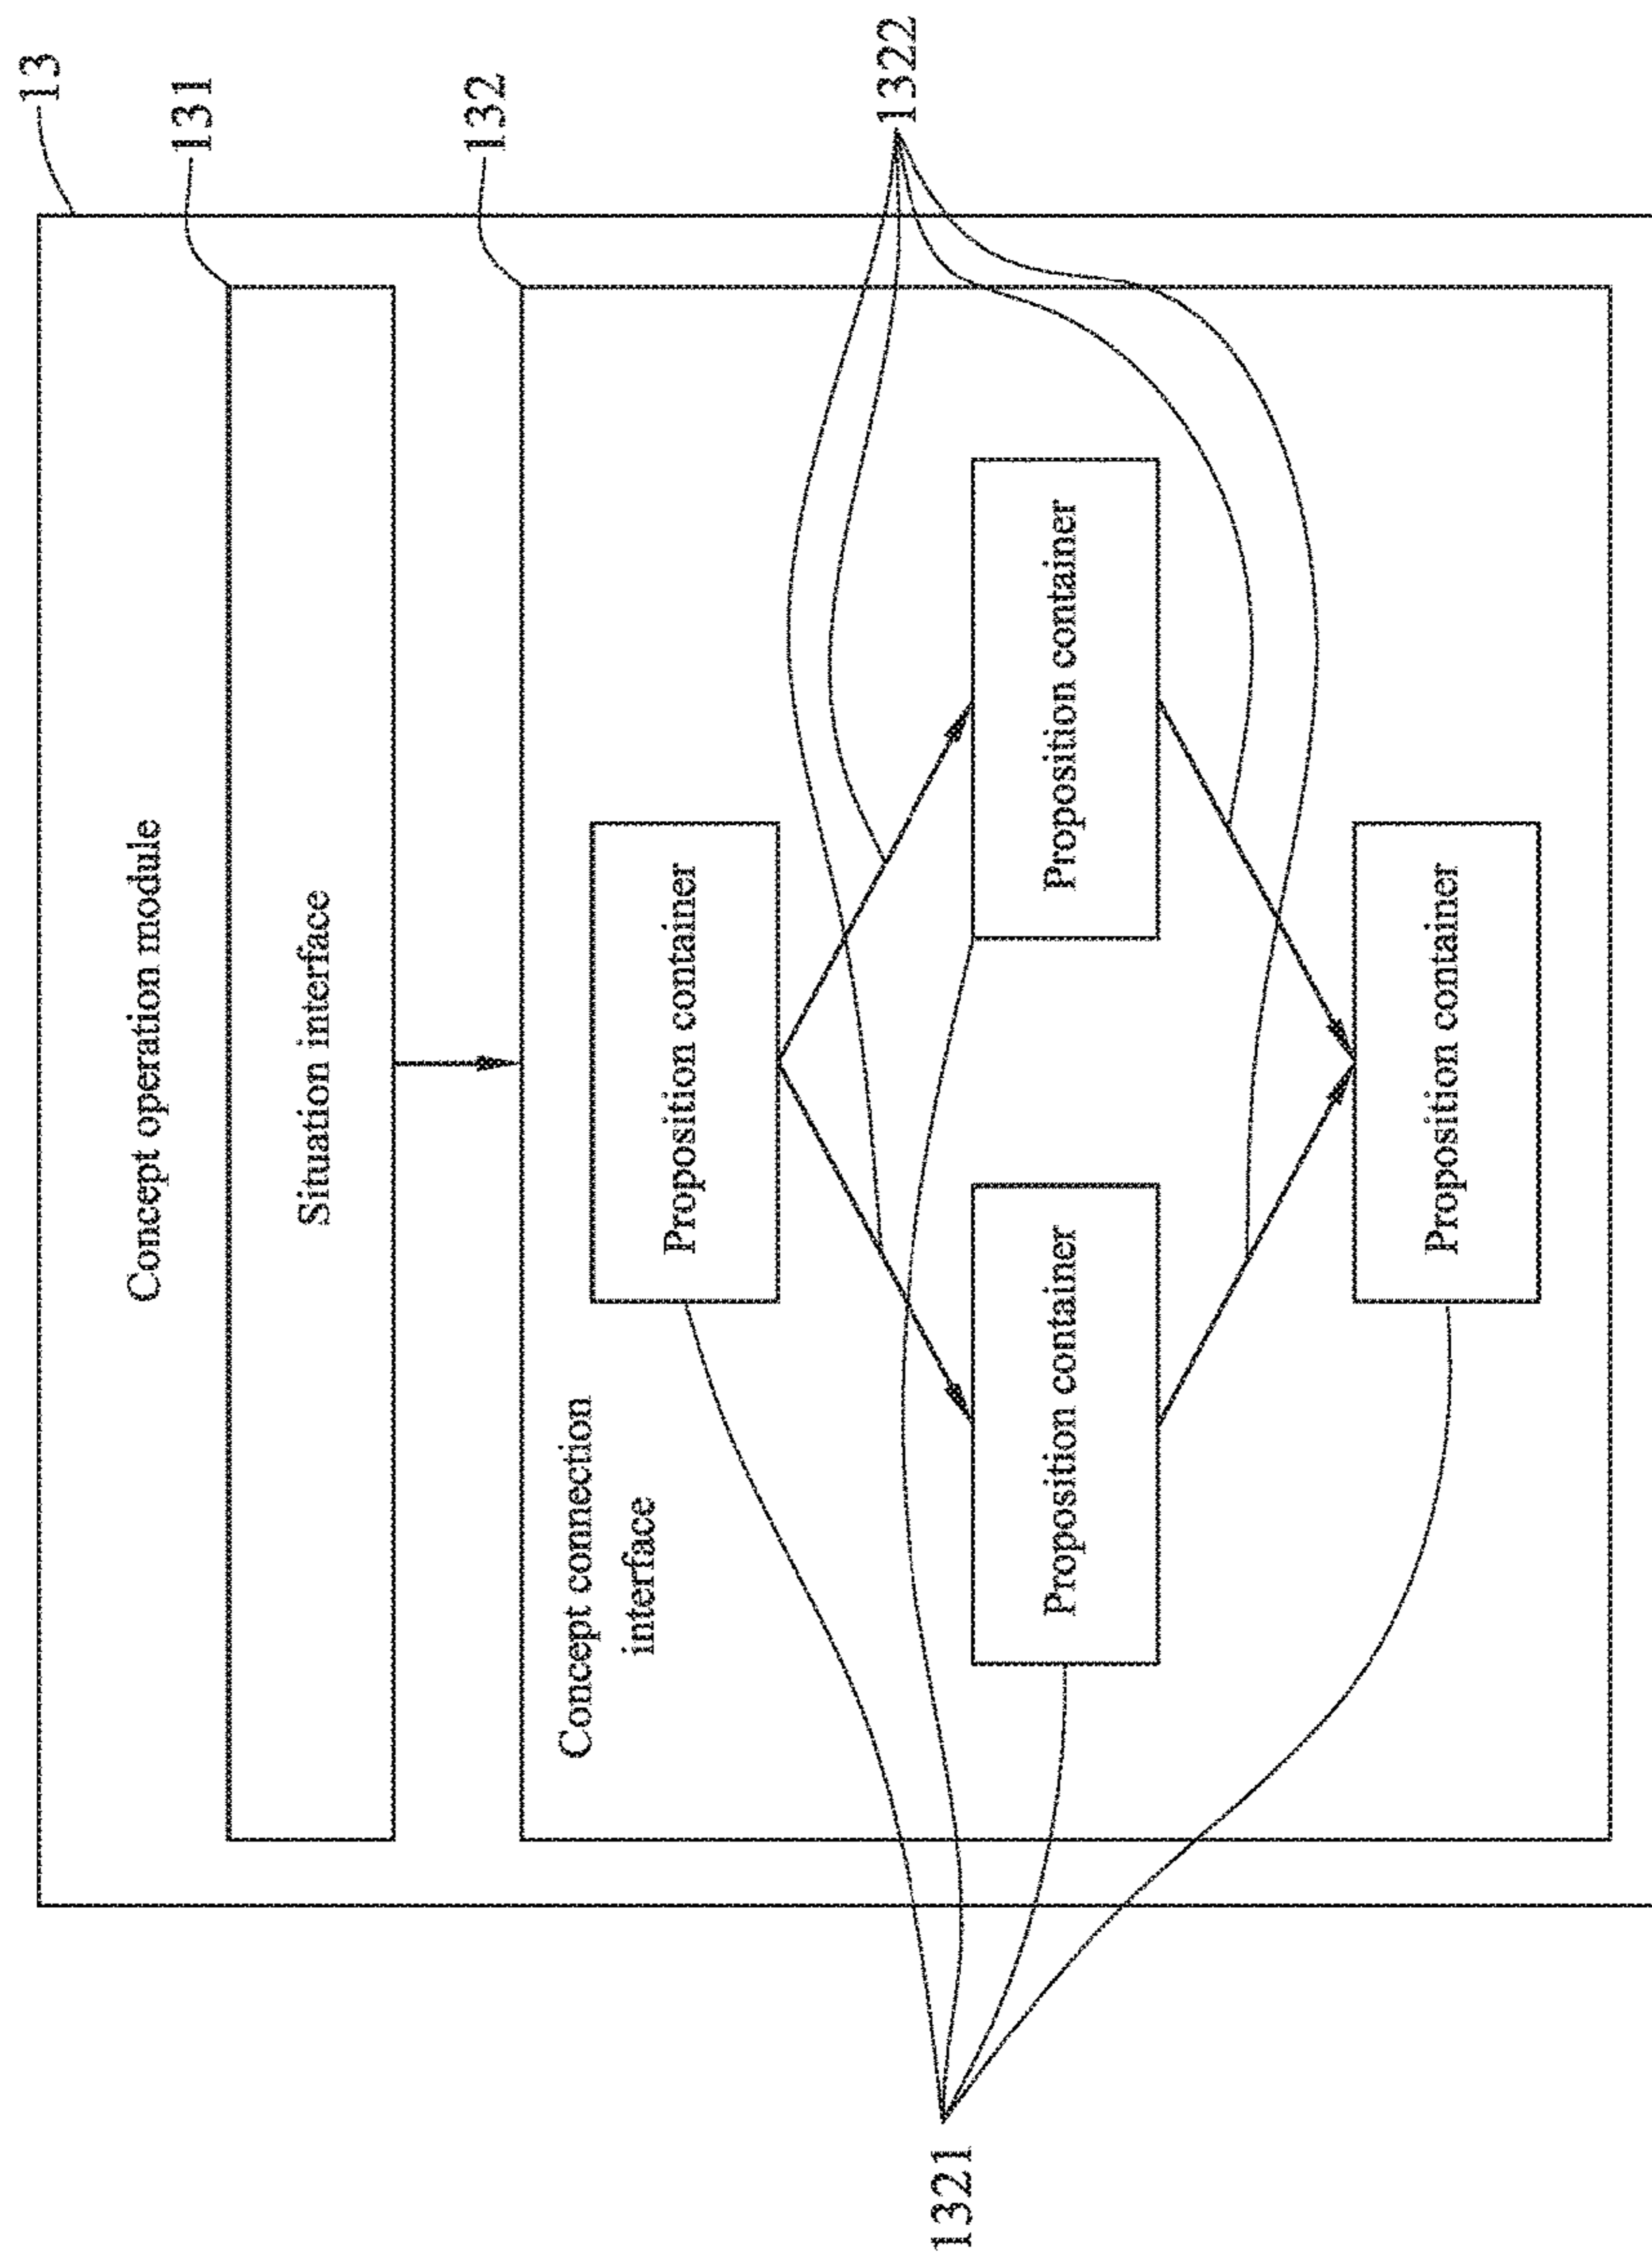 13
Concept operation module
131
Situation interface
132
Concept connection
interface
Proposition container
1322
1321
Proposition container
Proposition container
Proposition container